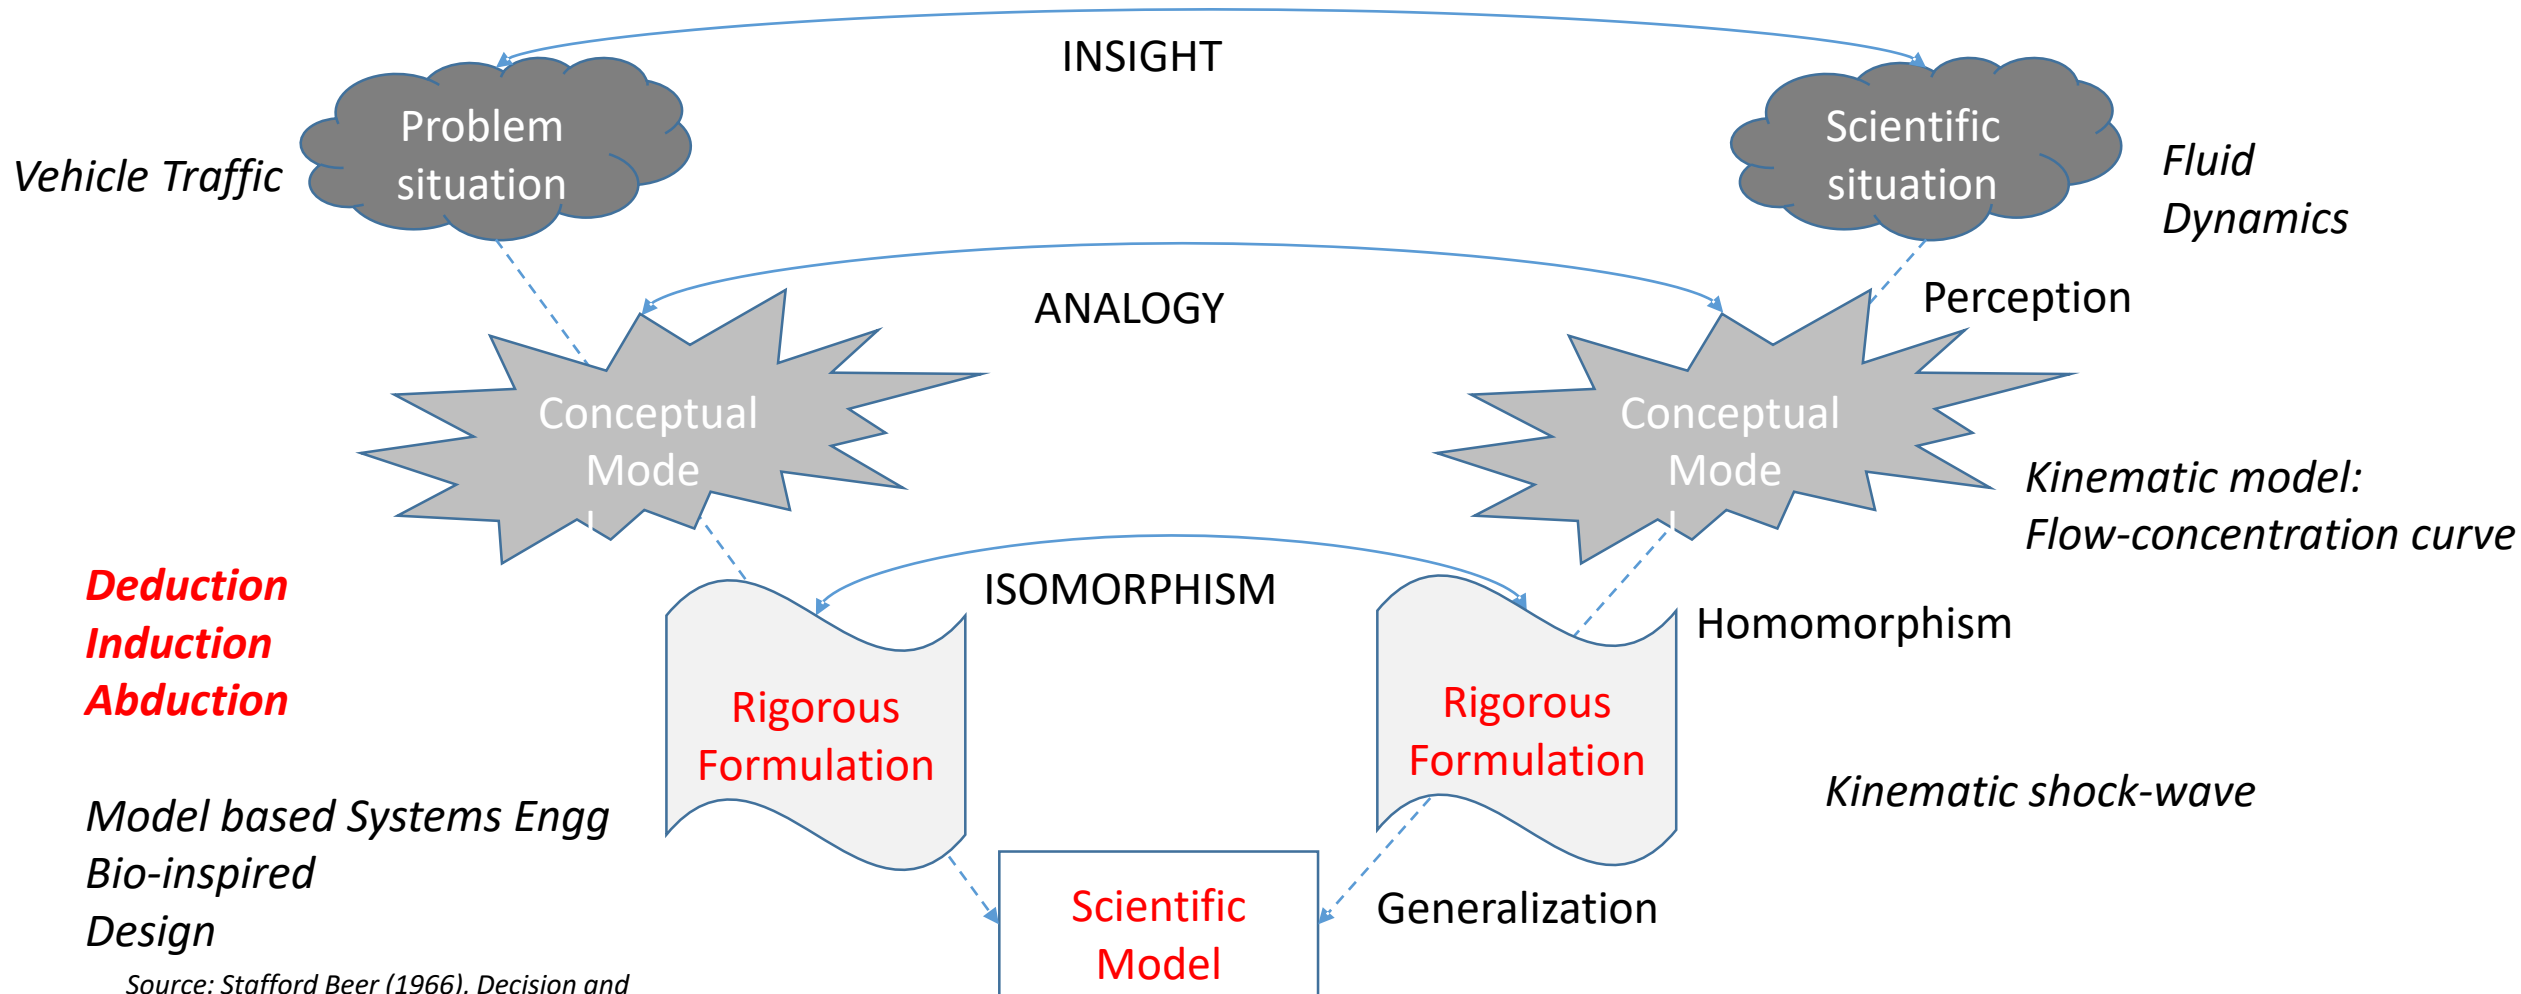 INSIGHT
Problem
situation
Scientific
situation
Vehicle Traffic
Fluid
Dynamics
Perception
ANALOGY
Conceptual
Mode
l
Conceptual
Mode
l
Kinematic model:
Flow-concentration curve
Deduction
Induction
Abduction
ISOMORPHISM
Homomorphism
Rigorous
Formulation
Rigorous
Formulation
Kinematic shock-wave
Model based Systems Engg
Bio-inspired
Design
Scientific
Model
Generalization
Source: Stafford Beer (1966). Decision and